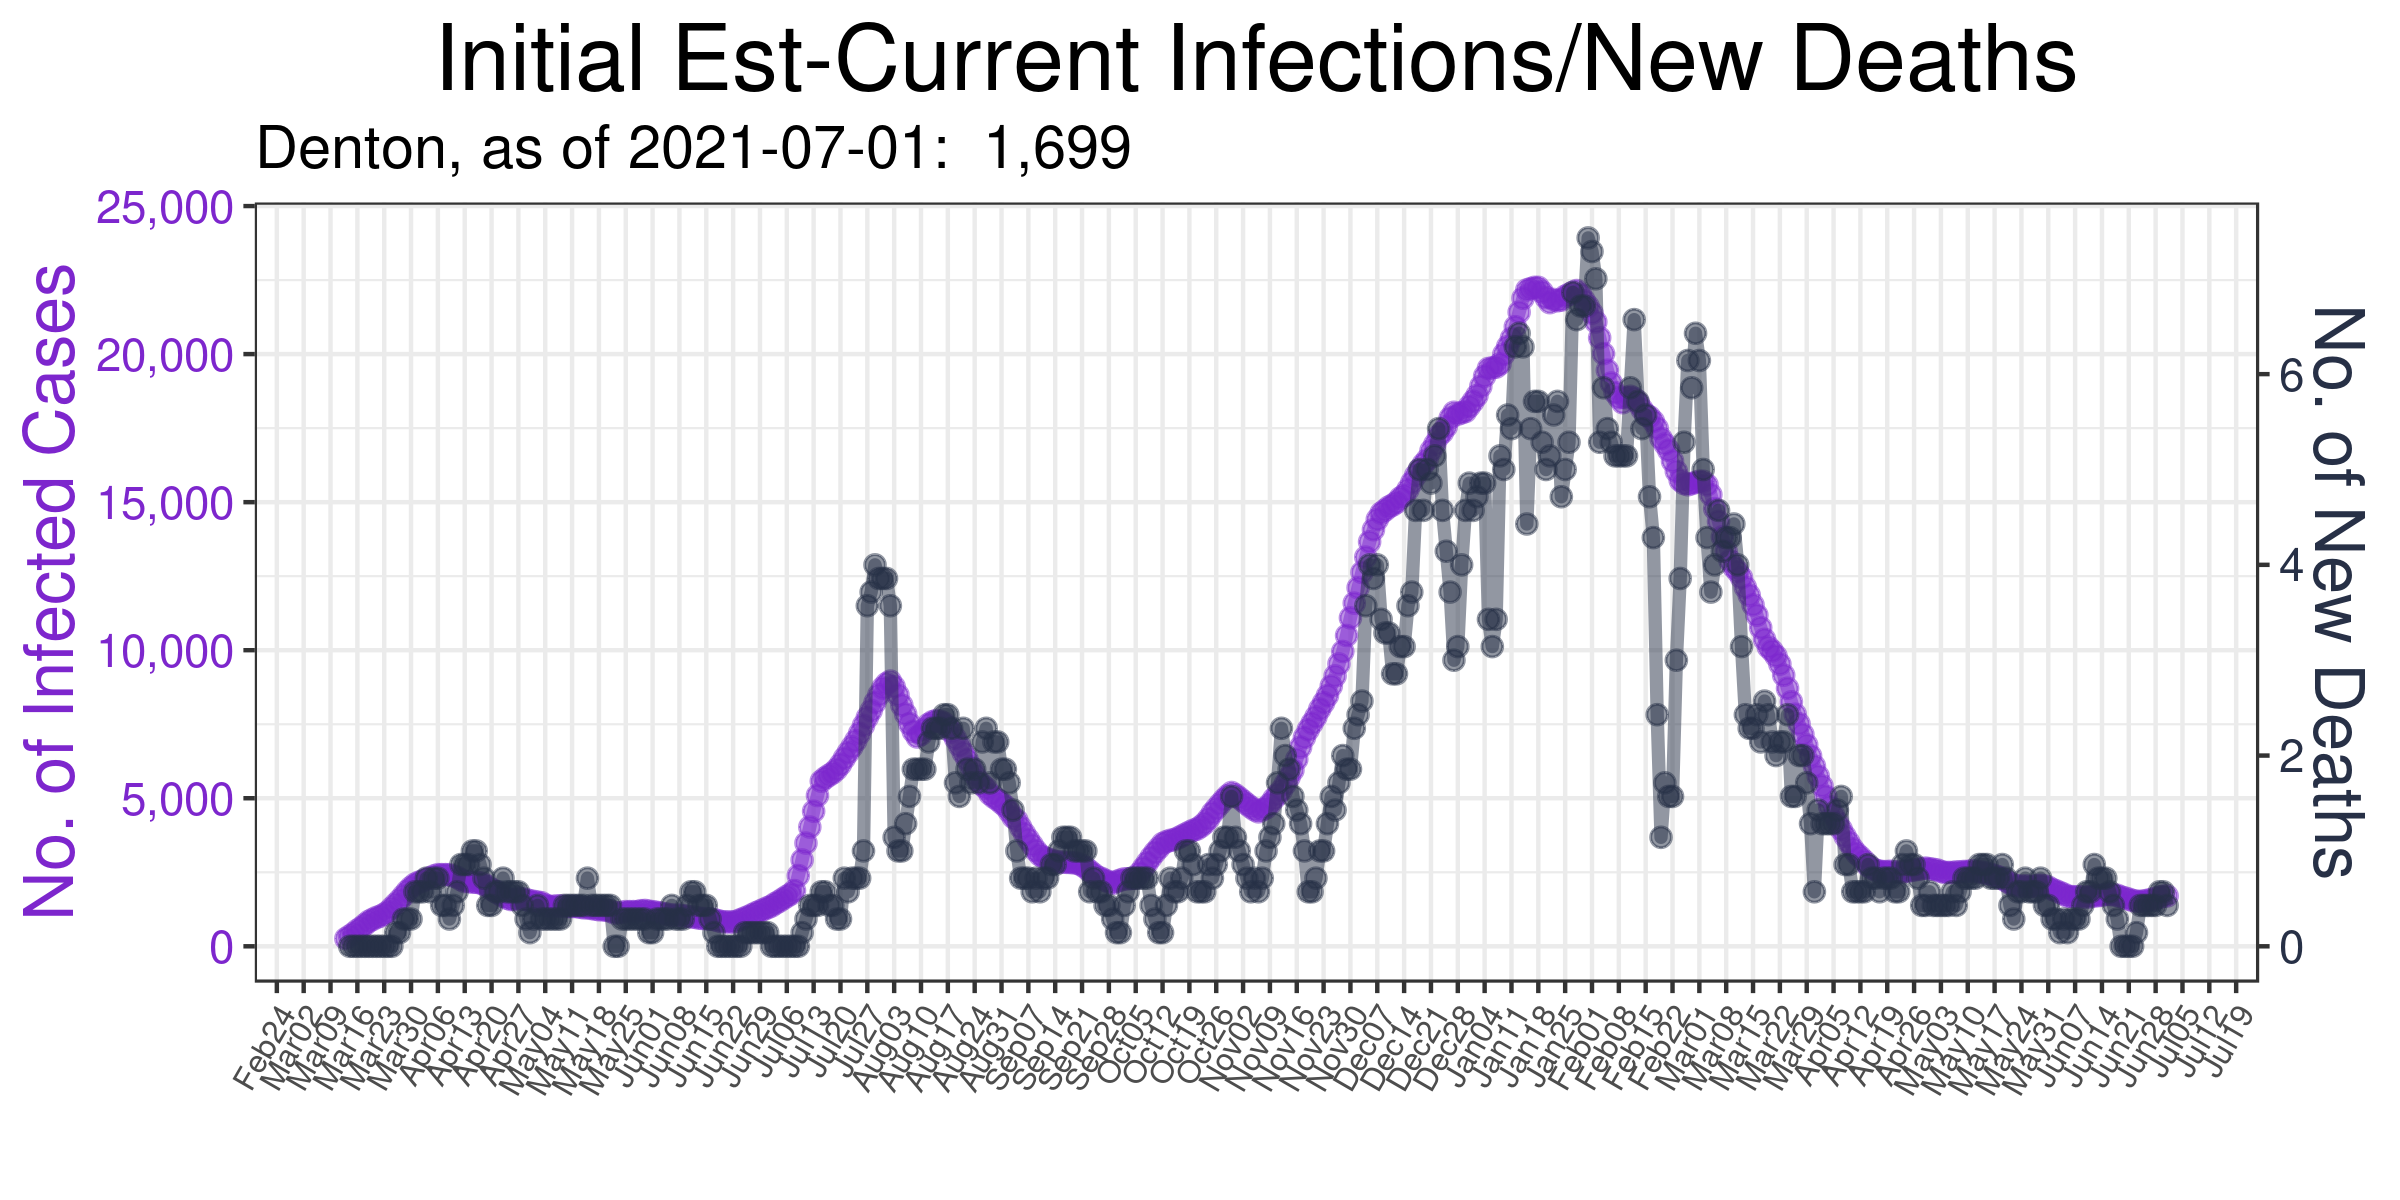 Initial Est-Current Infections/New Deaths
Denton, as of 2021-07-01:  1,699
No. of Infected Cases
25,000
20,000
15,000
10,000
5,000
0
No. of New Deaths
6
4
2
0
Feb24
Mar02
Mar09
Mar16
Mar23
Mar30
Apr06
Apr13
Apr20
Apr27
May04
May11
May18
May25
Jun01
Jun08
Jun15
Jun22
Jun29
Jul06
Jul13
Jul20
Jul27
Aug03
Aug10
Aug17
Aug24
Aug31
Sep07
Sep14
Sep21
Sep28
Oct05
Oct12
Oct19
Oct26
Nov02
Nov09
Nov16
Nov23
Nov30
Dec07
Dec14
Dec21
Dec28
Jan04
Jan11
Jan18
Jan25
Feb01
Feb08
Feb15
Feb22
Mar01
Mar08
Mar15
Mar22
Mar29
Apr05
Apr12
Apr19
Apr26
May03
May10
May17
May24
May31
Jun07
Jun14
Jun21
Jun28
Jul05
Jul12
Jul19